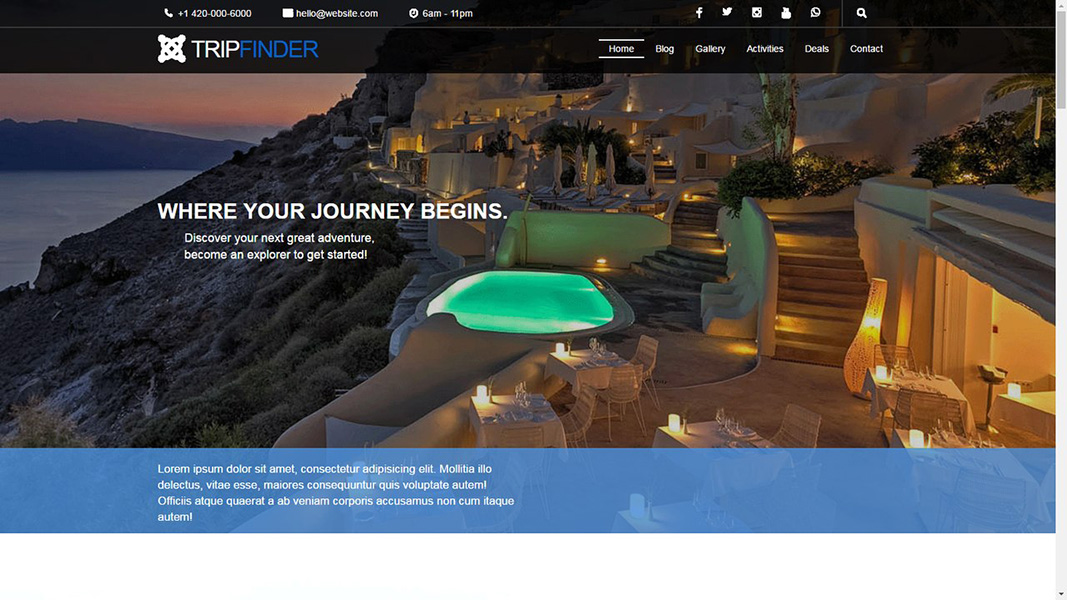 +1 420-000-6000 hello@website.com 6am - 11pm
TRIPFINDER Home Blog Gallery Activities Deals Contact
WHERE YOUR JOURNEY BEGINS.
Discover your next great adventure,
become an explorer to get started!
Lorem ipsum dolor sit amet, consectetur adipisicing elit. Mollitia illo
delectus, vitae esse, maiores consequuntur quis voluptate autem!
Officiis atque quaerat a ab veniam corporis accusamus non cum itaque
autem!